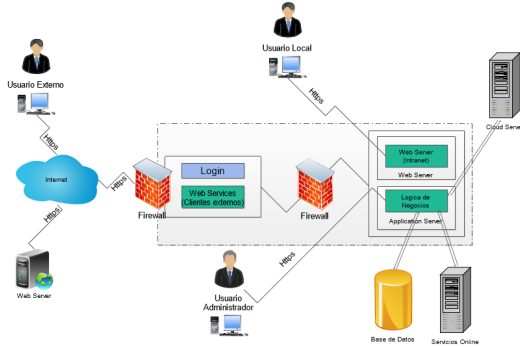 Usuario Externo
Https
Internet
Https
Web Server
Https
Firewall
Login
Web Services
(Clientes externos)
Firewall
Usuario Local
Https
Web Server
(Intranet)
Web Server
Logica de
Negocios
Application Server
Cloud Serve
Https
Usuario
Administrador
Base de Datos
Servicios Online